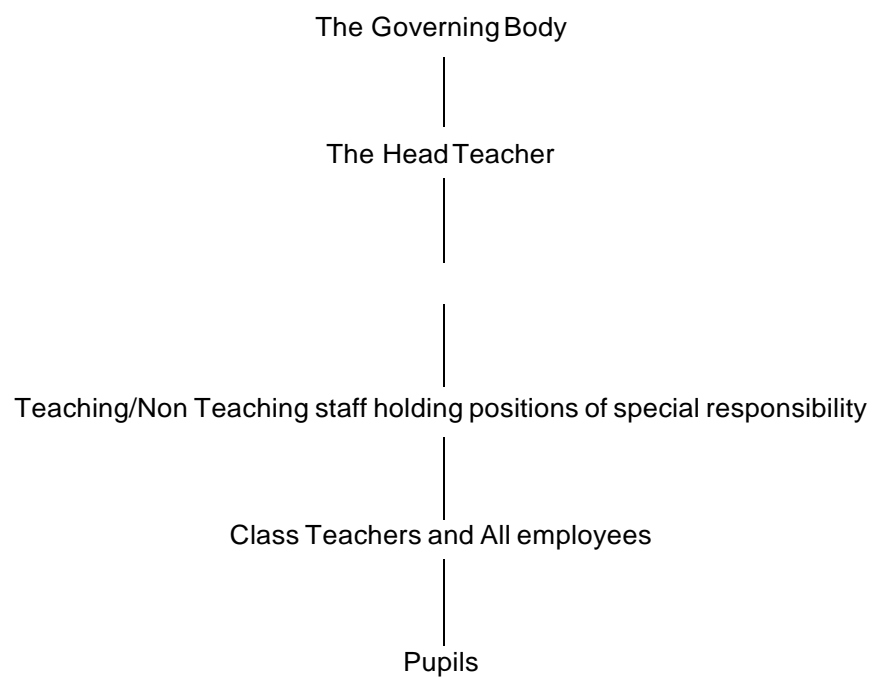 The Governing Body
The Head Teacher
Teaching/Non Teaching staff holding positions of special responsibility
Class Teachers and All employees
Pupils